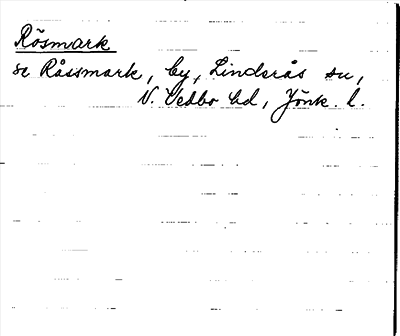 Rösmark
se Råssmark, by, Linderås sn,
N. Vedbo hd, Jönk. l.